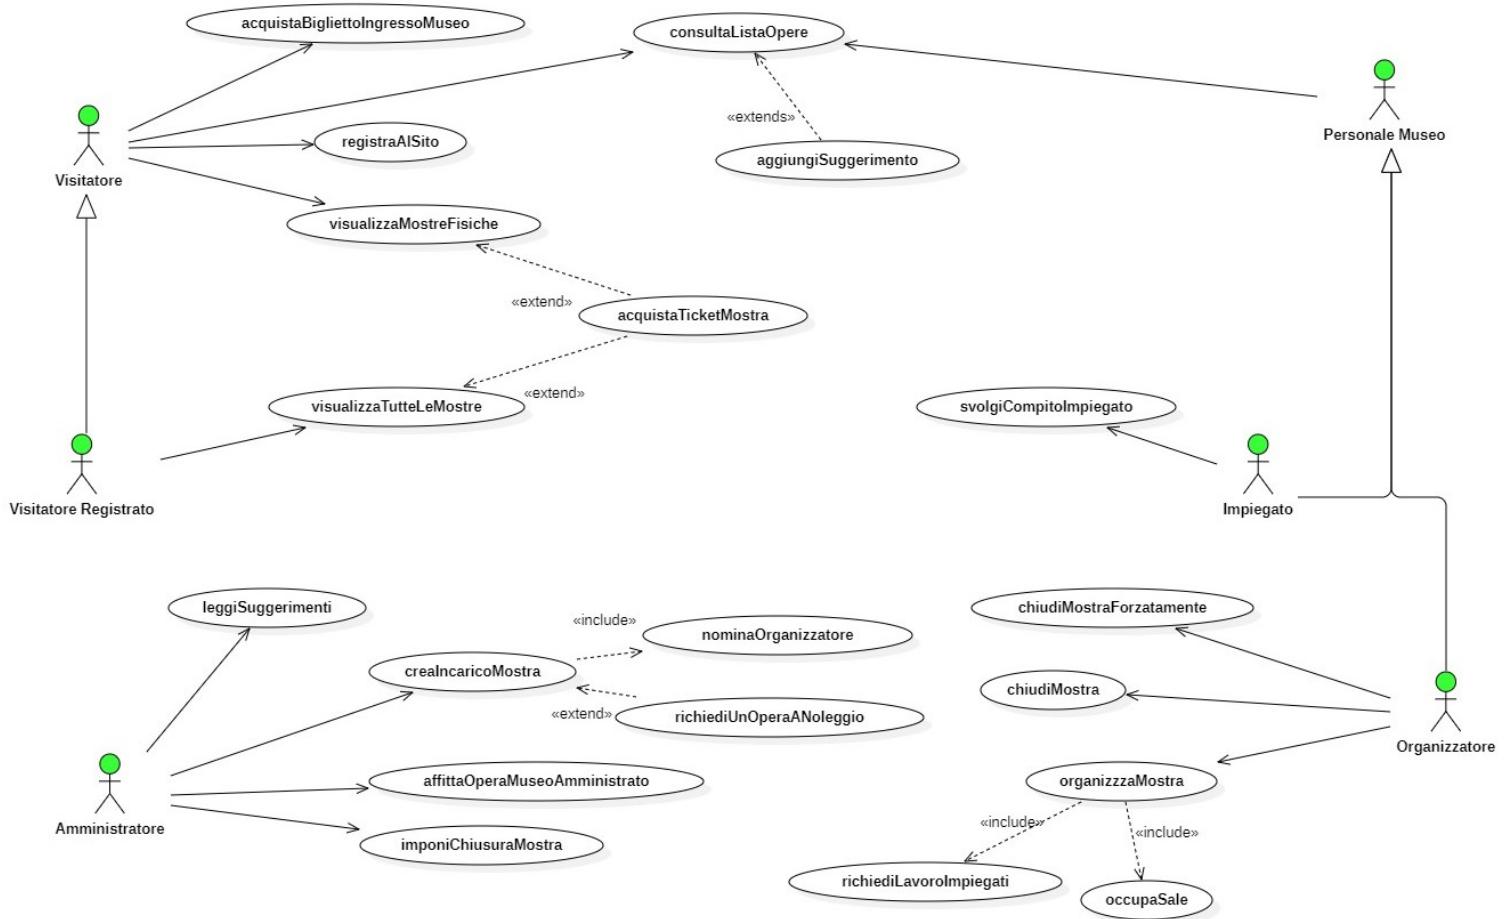 acquistaBigliettoIngressoMuseo
consultaListaOpere
«extends»
Personale Museo
registraAlSito
aggiungiSuggerimento
Visitatore
visualizzaMostreFisiche
«extend»
acquistaTicketMostra
«extend»
visualizzaTutteLeMostre
svolgiCompitoImpiegato
Visitatore Registrato
Impiegato
leggiSuggerimenti
«include»
nominaOrganizzatore
chiudiMostraForzatamente
creaIncaricoMostra
chiudiMostra
«extend»
richiediUnOperaANoleggio
Organizzatore
affittaOperaMuseoAmministrato
organizzzaMostra
Amministratore
imponiChiusuraMostra
«include»
«include»
richiediLavoroImpiegati
occupaSale